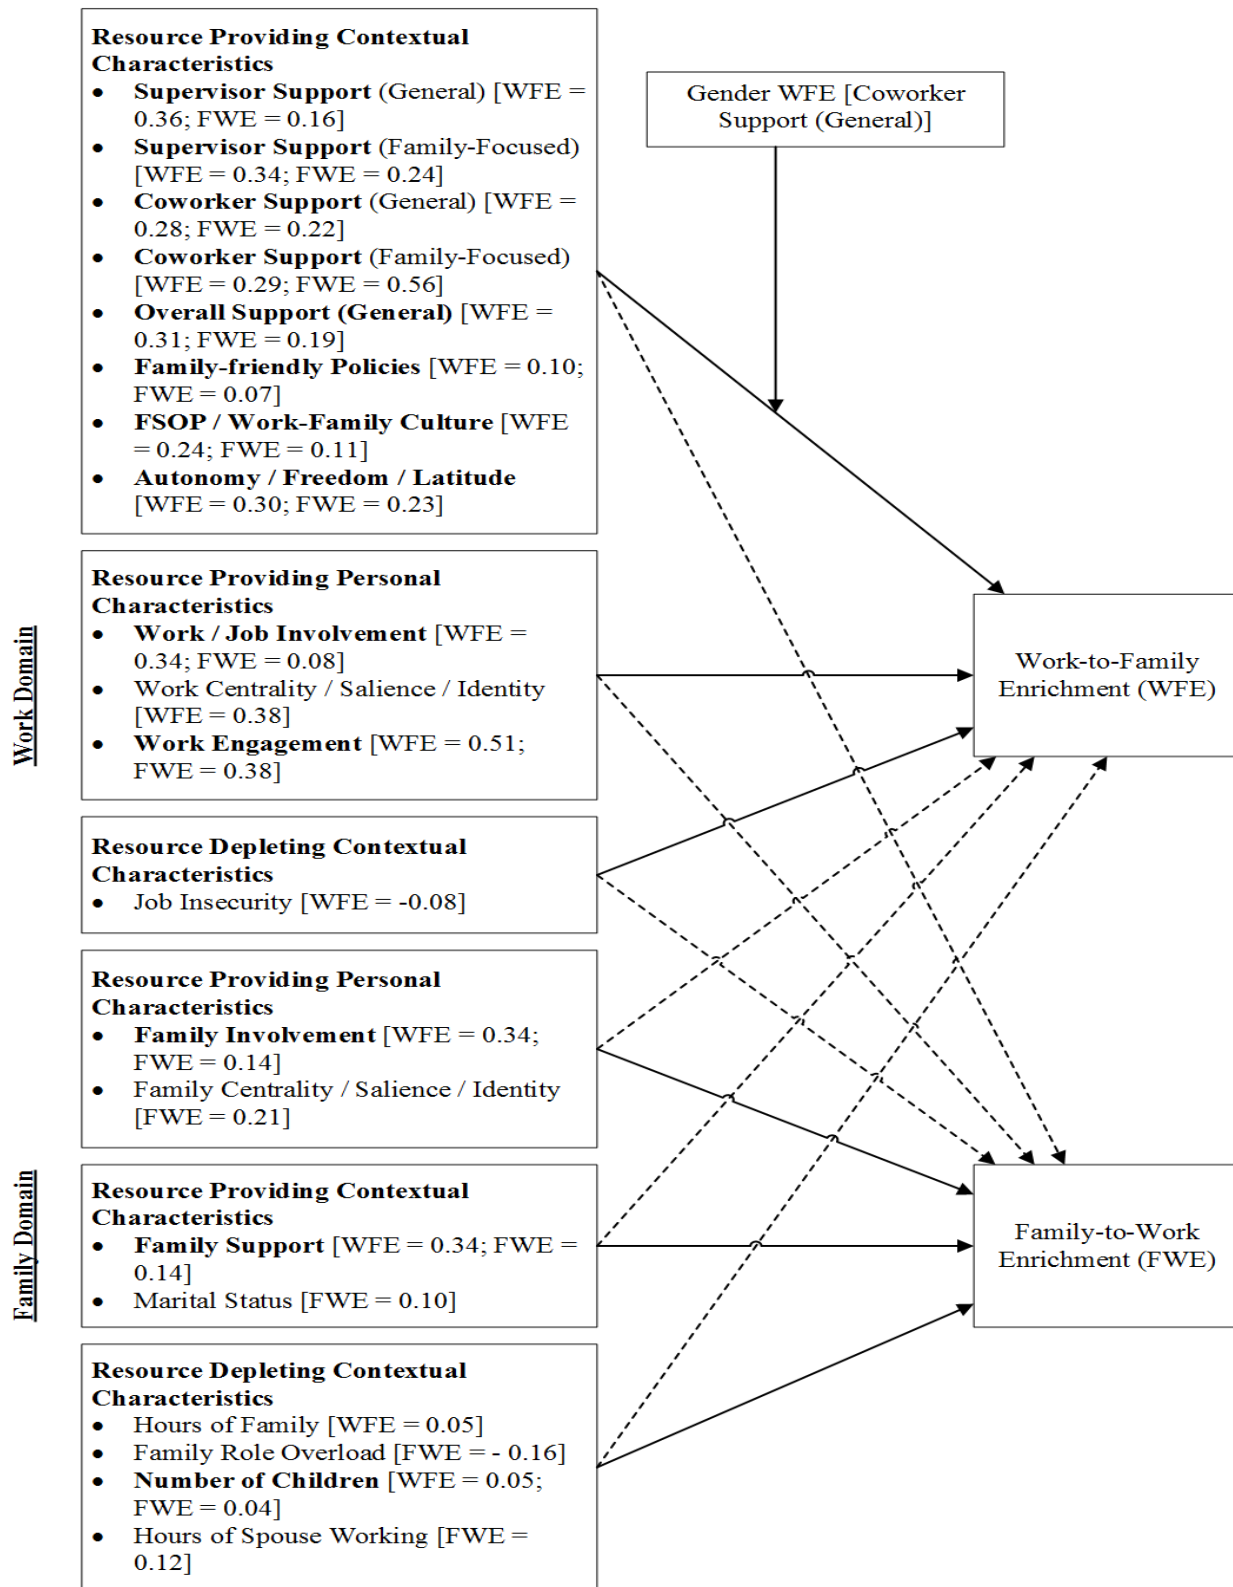 Resource Providing Contextual
Characteristics
• Supervisor Support (General) [WFE =
0.36; FWE = 0.16]
• Supervisor Support (Family-Focused)
[WFE = 0.34; FWE = 0.24]
• Coworker Support (General) [WFE =
0.28; FWE = 0.22]
• Coworker Support (Family-Focused)
[WFE = 0.29; FWE = 0.56]
• Overall Support (General) [WFE =
0.31; FWE = 0.19]
• Family-friendly Policies [WFE = 0.10;
FWE = 0.07]
• FSOP / Work-Family Culture [WFE
= 0.24; FWE = 0.11]
• Autonomy / Freedom / Latitude
[WFE = 0.30; FWE = 0.23]
Gender WFE [Coworker
Support (General)]
Work Domain
Resource Providing Personal
Characteristics
• Work / Job Involvement [WFE =
0.34; FWE = 0.08]
• Work Centrality / Salience / Identity
[WFE = 0.38]
• Work Engagement [WFE = 0.51;
FWE = 0.38]
Work-to-Family
Enrichment (WFE)
Resource Depleting Contextual
Characteristics
• Job Insecurity [WFE = -0.08]
Family Domain
Resource Providing Personal
Characteristics
• Family Involvement [WFE = 0.34;
FWE = 0.14]
• Family Centrality / Salience / Identity
[FWE = 0.21]
Resource Providing Contextual
Characteristics
• Family Support [WFE = 0.34; FWE =
0.14]
• Marital Status [FWE = 0.10]
Family-to-Work
Enrichment (FWE)
Resource Depleting Contextual
Characteristics
• Hours of Family [WFE = 0.05]
• Family Role Overload [FWE = - 0.16]
• Number of Children [WFE = 0.05;
FWE = 0.04]
• Hours of Spouse Working [FWE =
0.12]